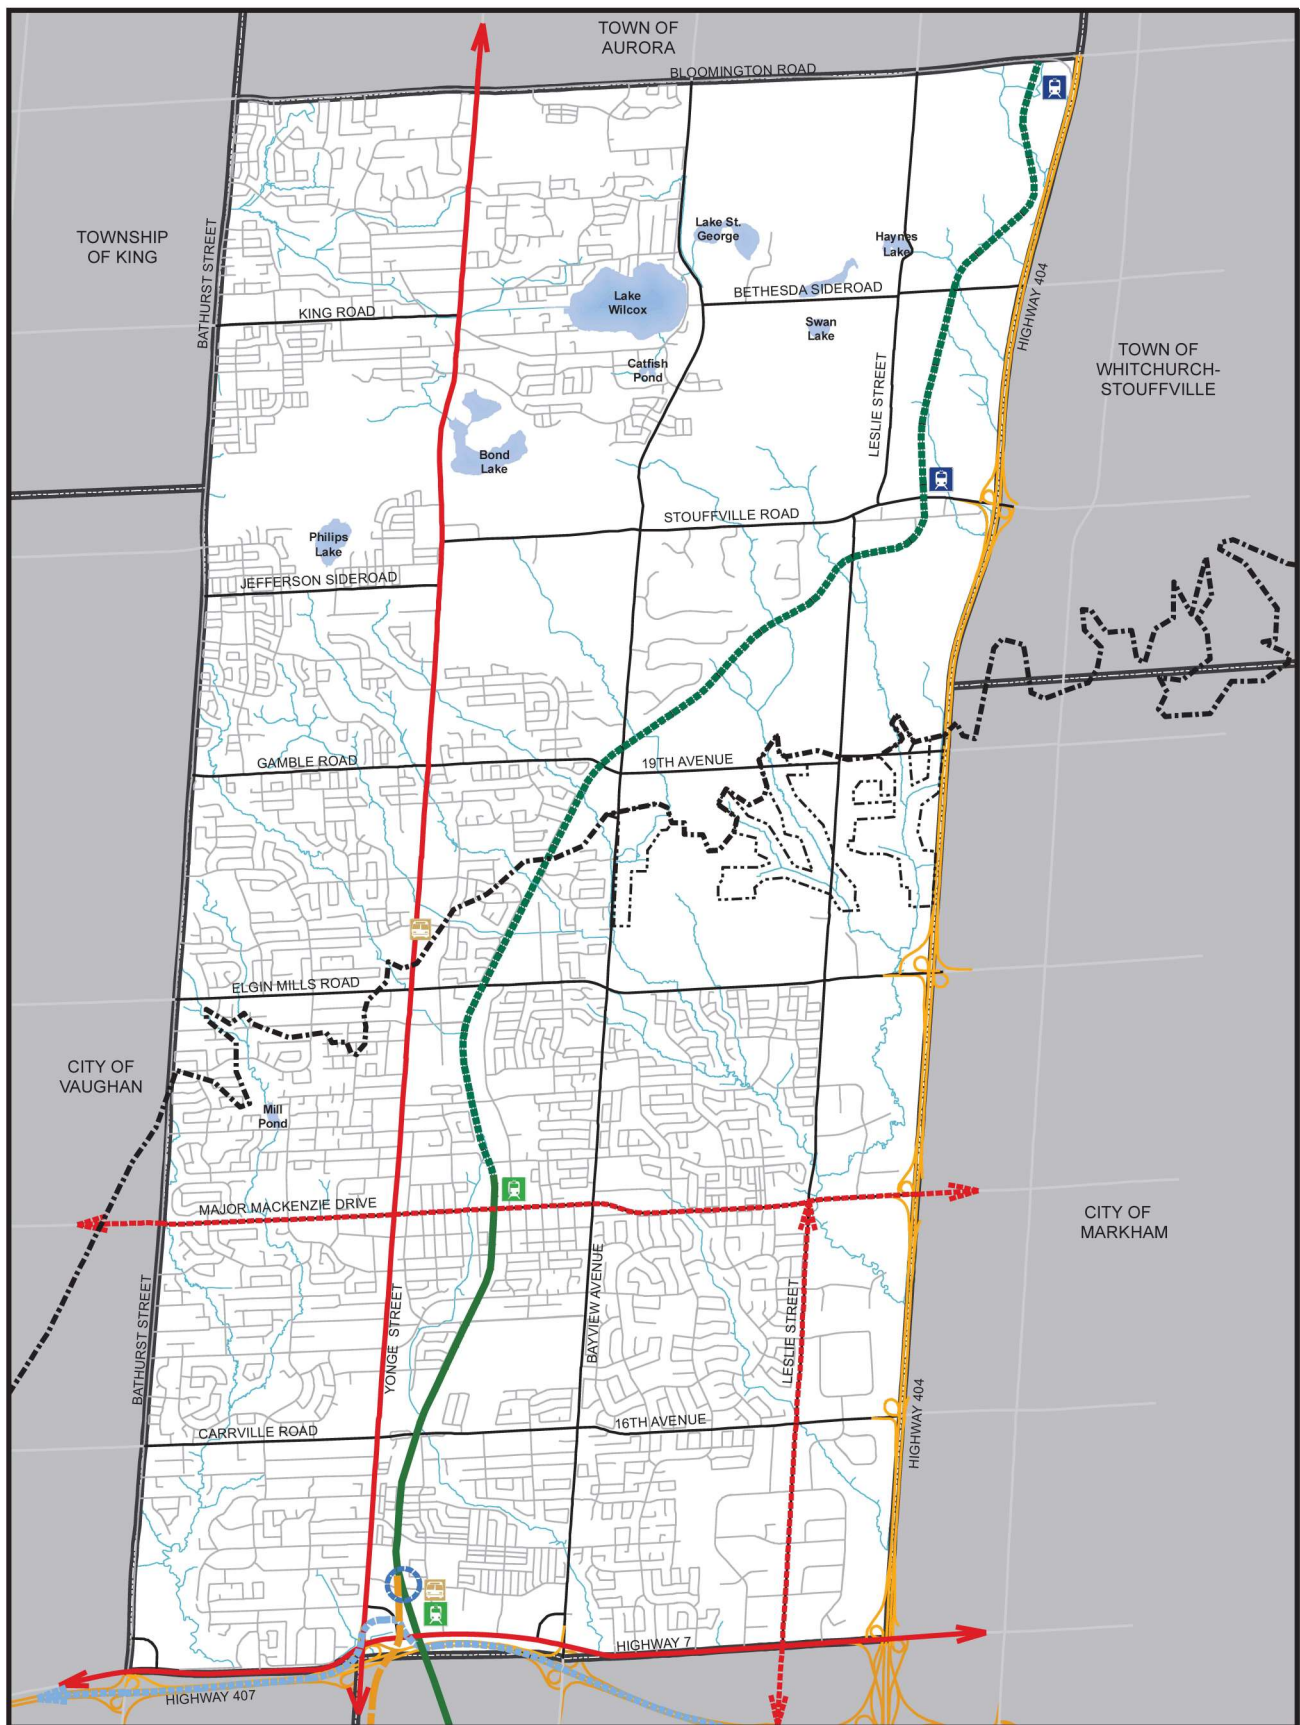 TOWN OF
AURORA
BLOOMINGTON ROAD
TOWNSHIP
OF KING
BATHURST STREET
Lake St.
George
Haynes
Lake
BETHESDA SIDEROAD
Lake
Wilcox
KING ROAD
Swan
Lake
HIGHWAY 404
TOWN OF
WHITCHURCH-
STOUFFVILLE
Catfish
Pond
LESLIE STREET
Bond
Lake
STOUFFVILLE ROAD
Philips
Lake
JEFFERSON SIDEROAD
GAMBLE ROAD
19TH AVENUE
ELGIN MILLS ROAD
CITY OF
VAUGHAN
Mill
Pond
MAJOR MACKENZIE DRIVE
CITY OF
MARKHAM
BATHURST STREET
YONGE STREET
BAYVIEW AVENUE
LESLIE STREET
HIGHWAY 404
CARRVILLE ROAD
16TH AVENUE
HIGHWAY 7
HIGHWAY 407